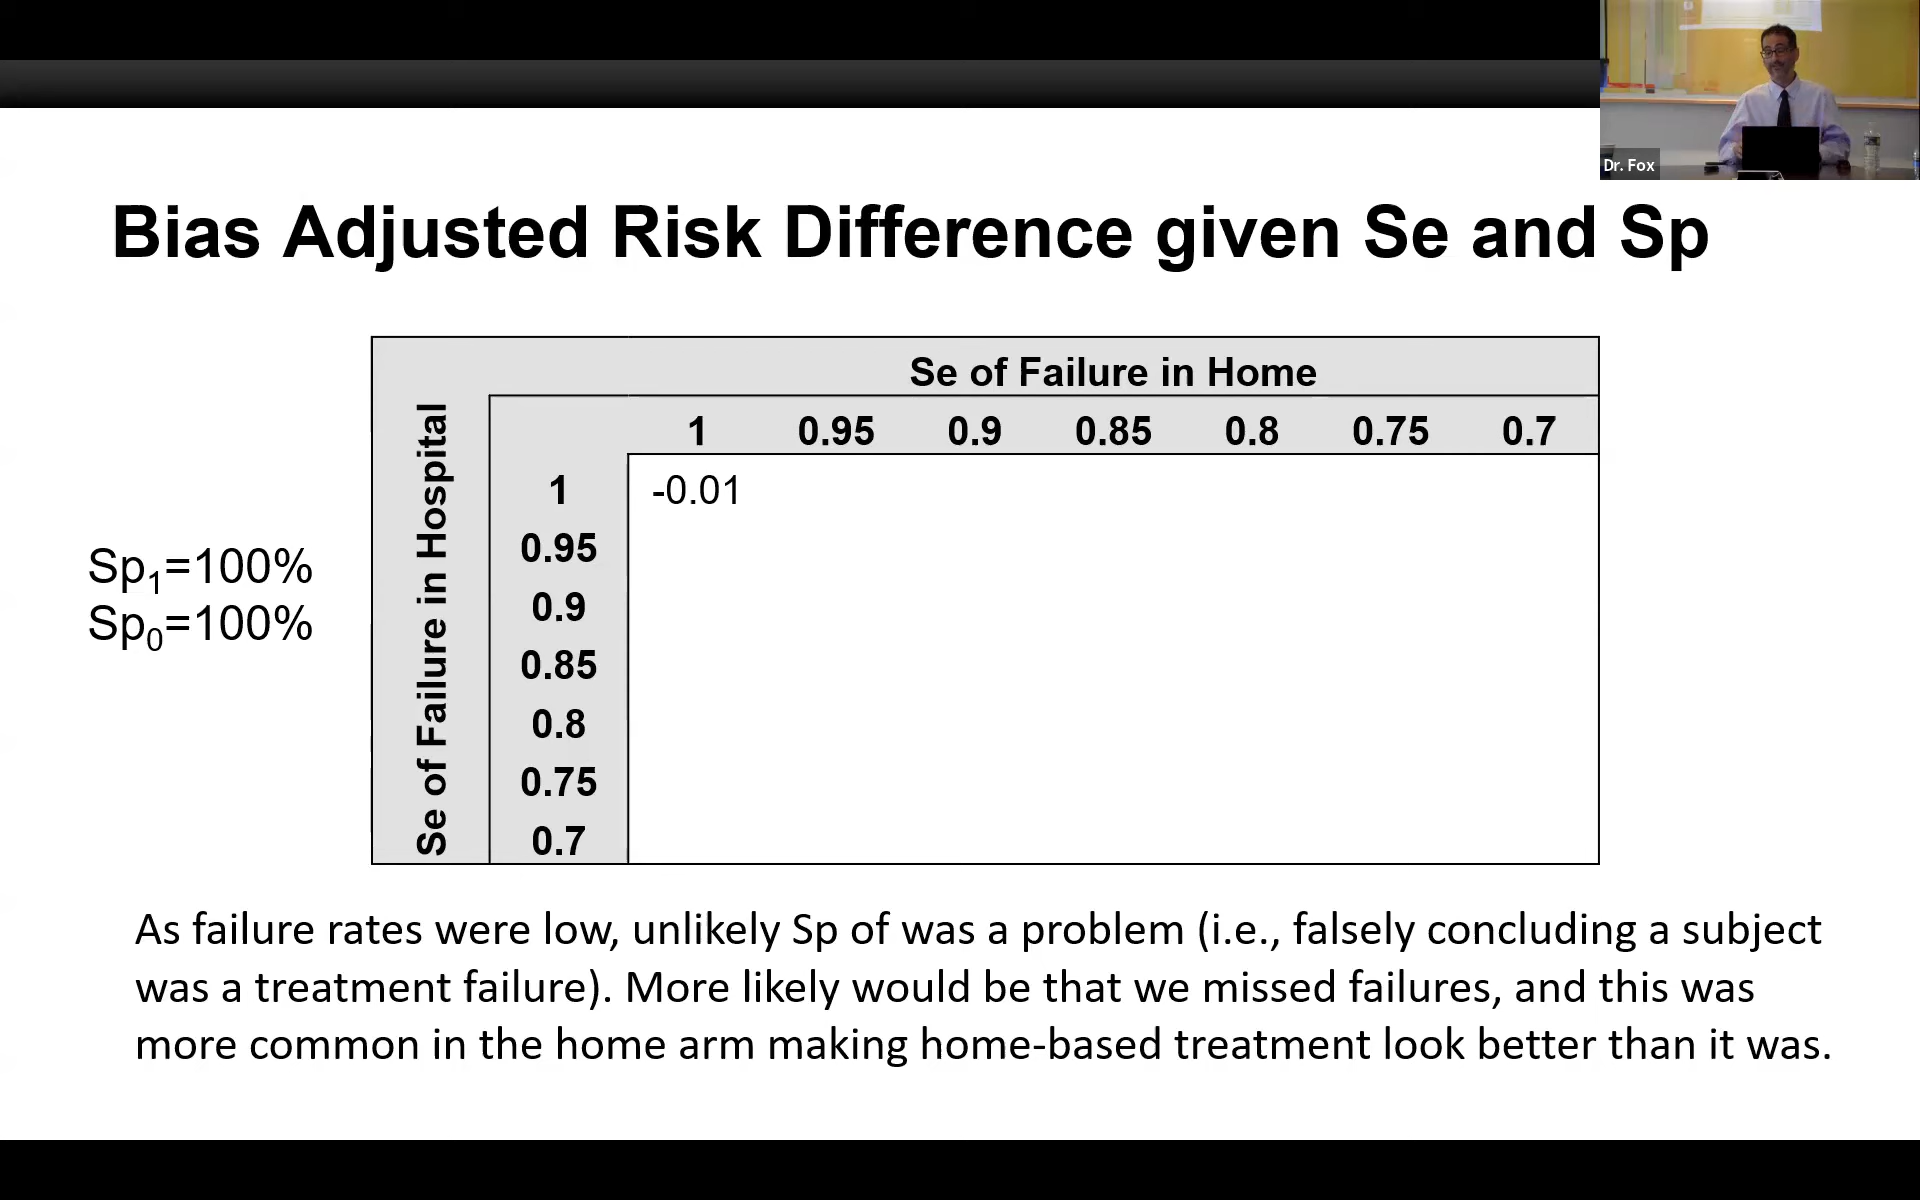 Dr. Fox
Bias Adjusted Risk Difference given Se and Sp
Se of Failure in Home
1 0.95 0.9 0.85 0.8 0.75 0.7
Se of Failure in Hospital
1 -0.01
0.95
0.9
0.85
0.8
0.75
0.7
Sp₁=100%
Sp₀=100%
As failure rates were low, unlikely Sp of was a problem (i.e., falsely concluding a subject
was a treatment failure). More likely would be that we missed failures, and this was
more common in the home arm making home-based treatment look better than it was.